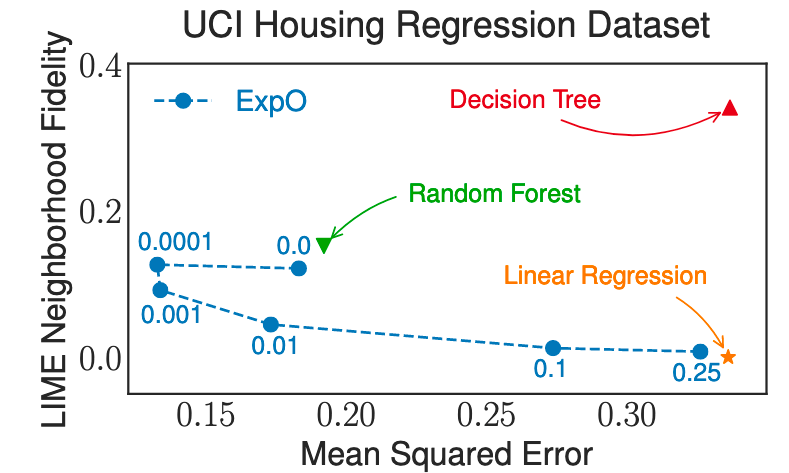 UCI Housing Regression Dataset
LIME Neighborhood Fidelity
0.4
0.2
0.0
ExpO
Decision Tree
Random Forest
0.0001
0.0
Linear Regression
0.001
0.01
0.1
0.25
0.15
0.20
0.25
0.30
Mean Squared Error